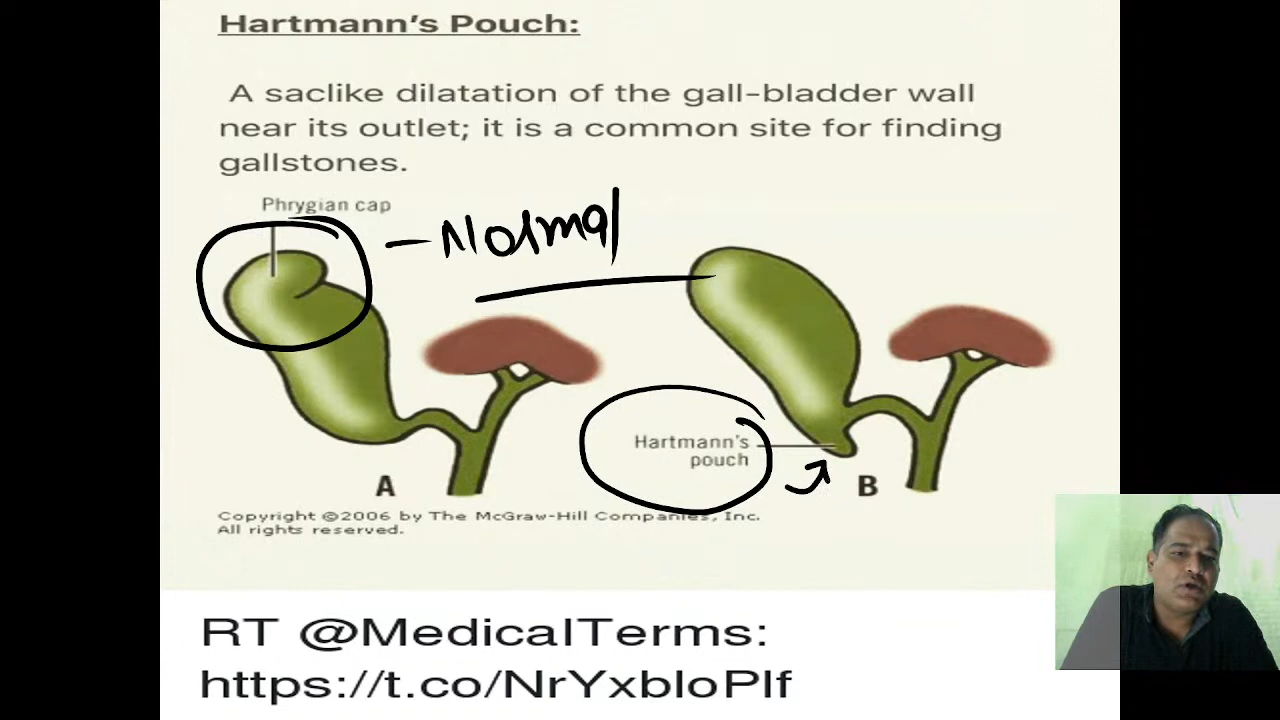 Hartmann's Pouch:
A saclike dilatation of the gall-bladder wall
near its outlet; it is a common site for finding
gallstones.
Phrygian cap
- Normal
Hartmann's
pouch
A
B
Copyright ©2006 by The McGraw-Hill Companies, Inc.
All rights reserved.
RT @MedicalTerms:
https://t.co/NrYxbIoPIf